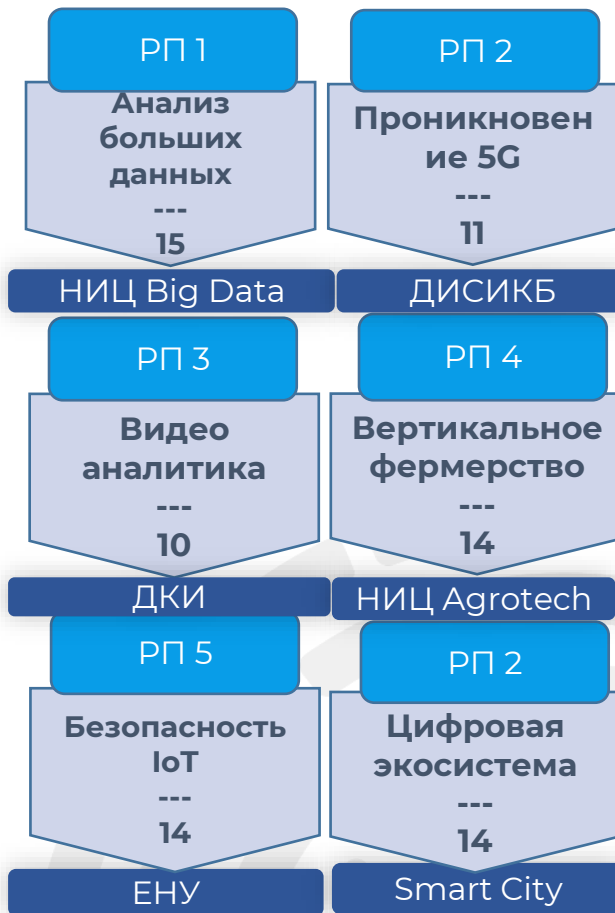 РП 1
Анализ
больших
данных
---
15
НИЦ Big Data
РП 2
Проникновен
ие 5G
---
11
ДИСИКБ
РП 3
Видео
аналитика
---
10
ДКИ
РП 4
Вертикальное
фермерство
---
14
НИЦ Agrotech
РП 5
Безопасность
IoT
---
14
ЕНУ
РП 2
Цифровая
экосистема
---
14
Smart City